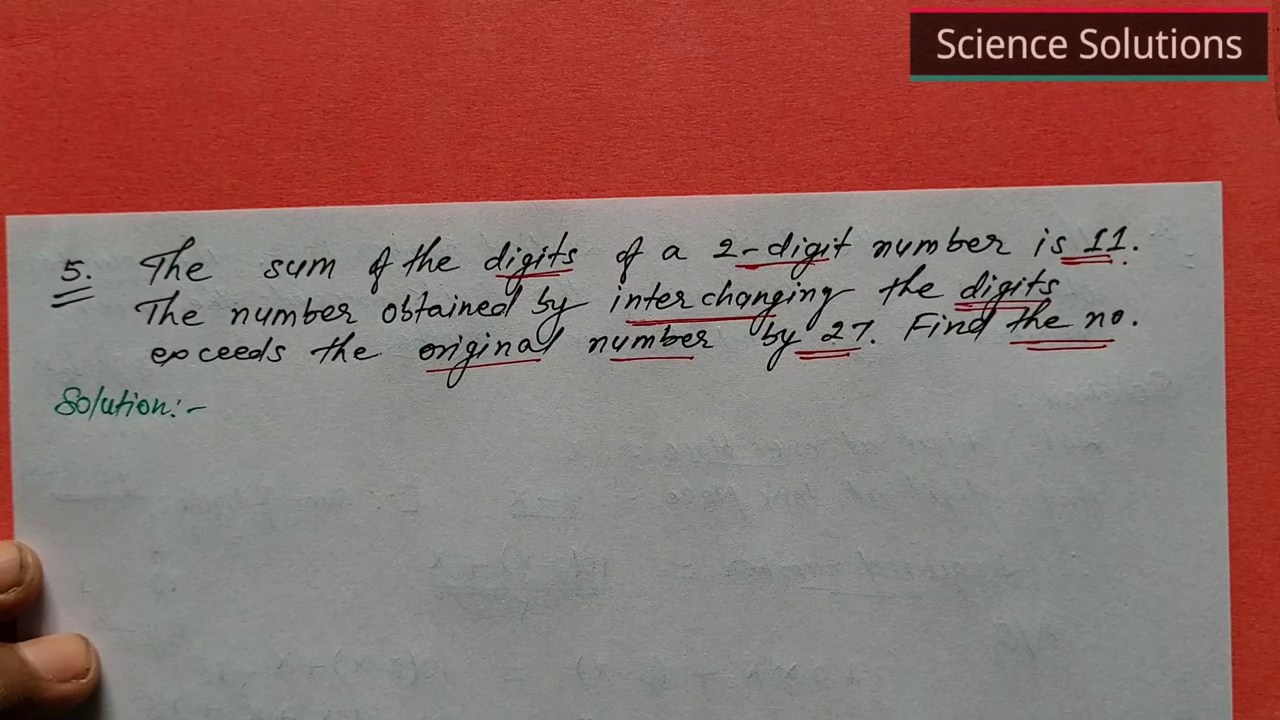 Science Solutions
5. The sum of the digits of a 2-digit number is 11.
The number obtained by interchanging the digits
exceeds the original number by 27. Find the no.
Solution:-